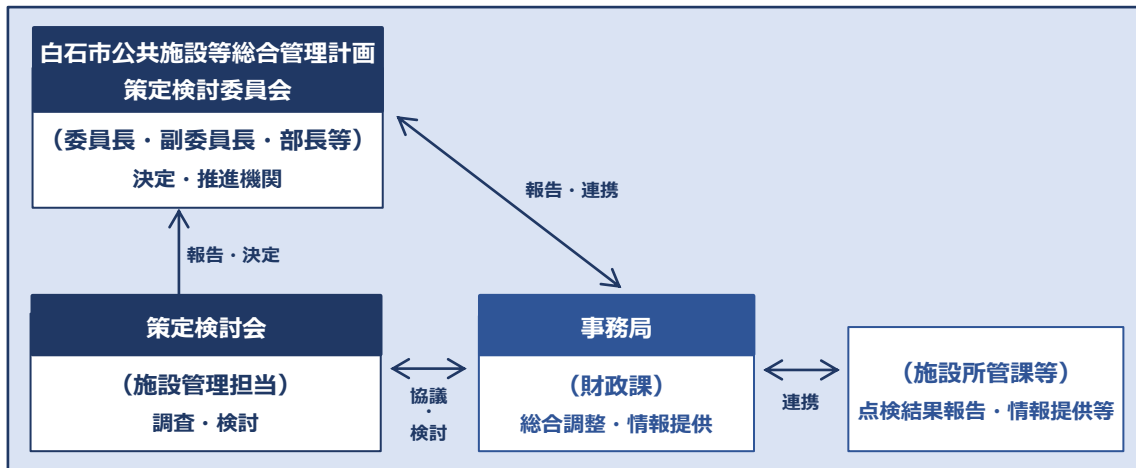 白石市公共施設等総合管理計画
策定検討委員会
（委員長・副委員長・部長等）
決定・推進機関
報告・連携
報告・決定
策定検討会
（施設管理担当）
調査・検討
協議
・
検討
事務局
（財政課）
総合調整・情報提供
連携
（施設所管課等）
点検結果報告・情報提供等